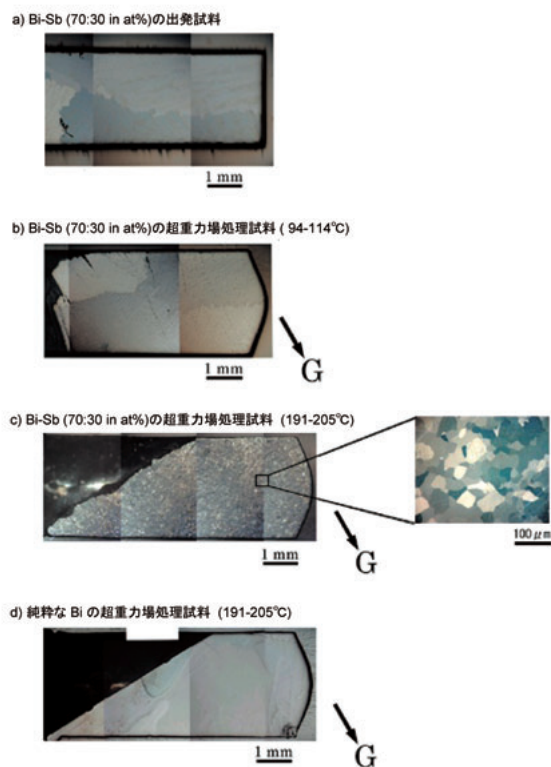 a) Bi-Sb (70:30 in at%)の出発試料
1 mm
b) Bi-Sb (70:30 in at%)の超重力場処理試料 ( 94-114℃)
1 mm
G
c) Bi-Sb (70:30 in at%)の超重力場処理試料 (191-205℃)
1 mm
G
100μm
d) 純粋な Bi の超重力場処理試料 (191-205℃)
1 mm
G